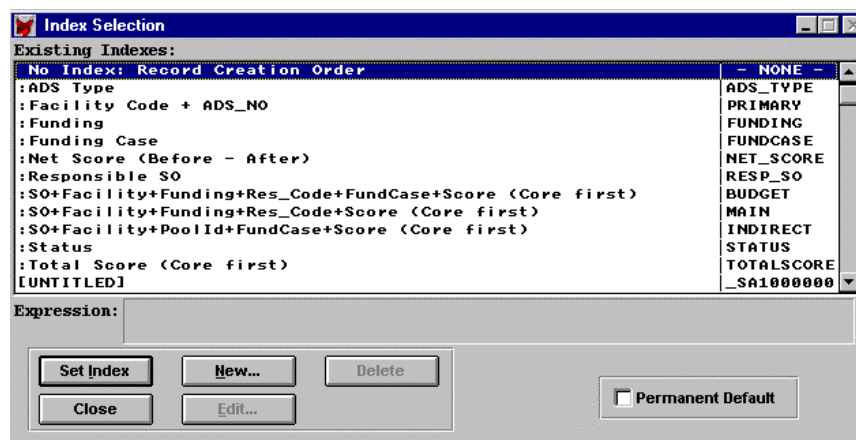 Index Selection
Existing Indexes:
No Index: Record Creation Order | - NONE -
:ADS Type |ADS_TYPE
:Facility Code + ADS_NO |PRIMARY
:Funding |FUNDING
:Funding Case |FUNDCASE
:Net Score (Before - After) |NET_SCORE
:Responsible SO |RESP_SO
:SO+Facility+Funding+Res_Code+FundCase+Score (Core first) |BUDGET
:SO+Facility+Funding+Res_Code+Score (Core first) |MAIN
:SO+Facility+PoolId+FundCase+Score (Core first) |INDIRECT
:Status |STATUS
:Total Score (Core first) |TOTALSCORE
[UNTITLED] |_SA1000000
Expression:
Set Index New... Delete
Close Edit... Permanent Default